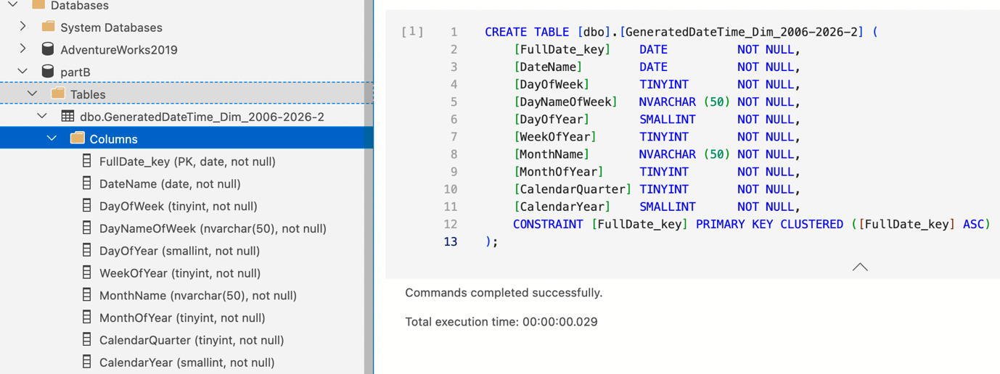 Databases
System Databases
AdventureWorks2019
partB
Tables
dbo.GeneratedDateTime_Dim_2006-2026-2
Columns
FullDate_key (PK, date, not null)
DateName (date, not null)
DayOfWeek (tinyint, not null)
DayNameOfWeek (nvarchar(50), not null)
DayOfYear (smallint, not null)
WeekOfYear (tinyint, not null)
MonthName (nvarchar(50), not null)
MonthOfYear (tinyint, not null)
CalendarQuarter (tinyint, not null)
CalendarYear (smallint, not null)
[1] 1 CREATE TABLE [dbo].[GeneratedDateTime_Dim_2006-2026-2] (
2 [FullDate_key] DATE NOT NULL,
3 [DateName] DATE NOT NULL,
4 [DayOfWeek] TINYINT NOT NULL,
5 [DayNameOfWeek] NVARCHAR (50) NOT NULL,
6 [DayOfYear] SMALLINT NOT NULL,
7 [WeekOfYear] TINYINT NOT NULL,
8 [MonthName] NVARCHAR (50) NOT NULL,
9 [MonthOfYear] TINYINT NOT NULL,
10 [CalendarQuarter] TINYINT NOT NULL,
11 [CalendarYear] SMALLINT NOT NULL,
12 CONSTRAINT [FullDate_key] PRIMARY KEY CLUSTERED ([FullDate_key] ASC)
13 );
Commands completed successfully.
Total execution time: 00:00:00.029